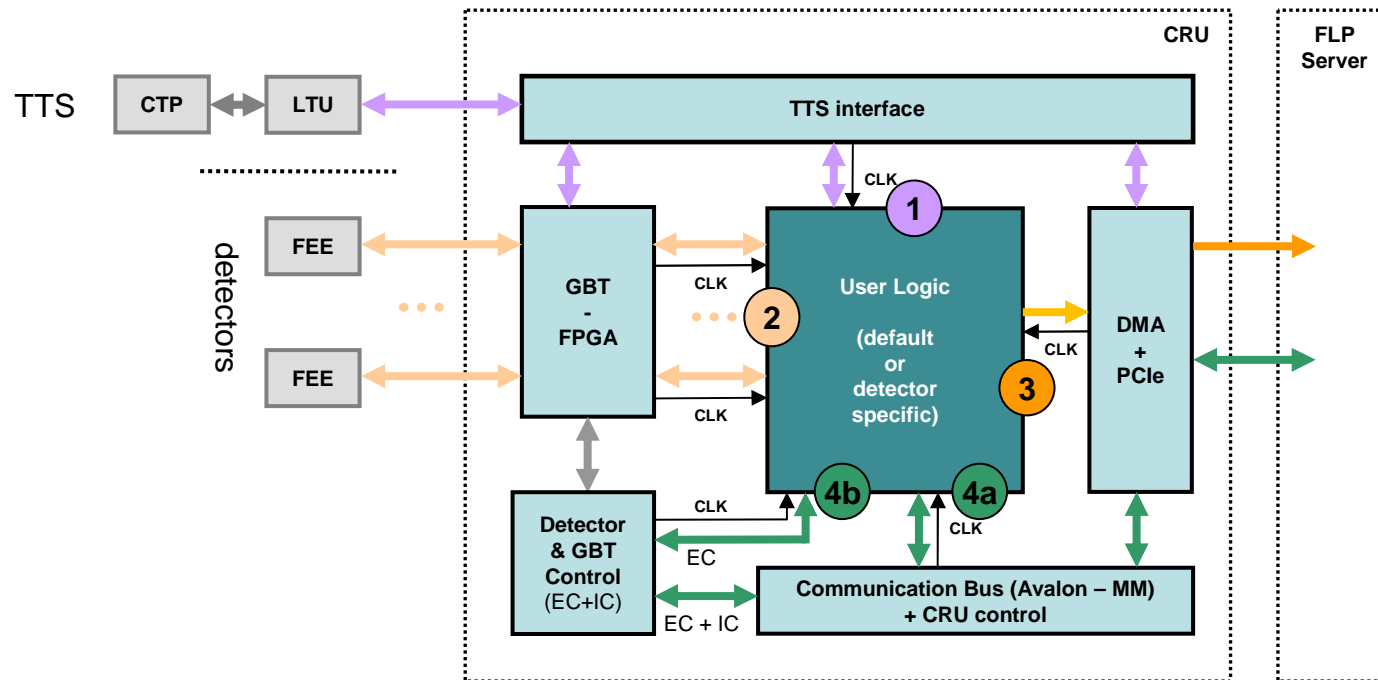 CRU
FLP
Server
TTS
CTP
LTU
TTS interface
CLK
1
detectors
FEE
FEE
GBT
-
FPGA
CLK
CLK
2
User Logic
(default
or
detector
specific)
3
CLK
DMA
+
PCIe
4b
4a
CLK
CLK
Detector
& GBT
Control
(EC+IC)
EC
EC + IC
Communication Bus (Avalon – MM)
+ CRU control